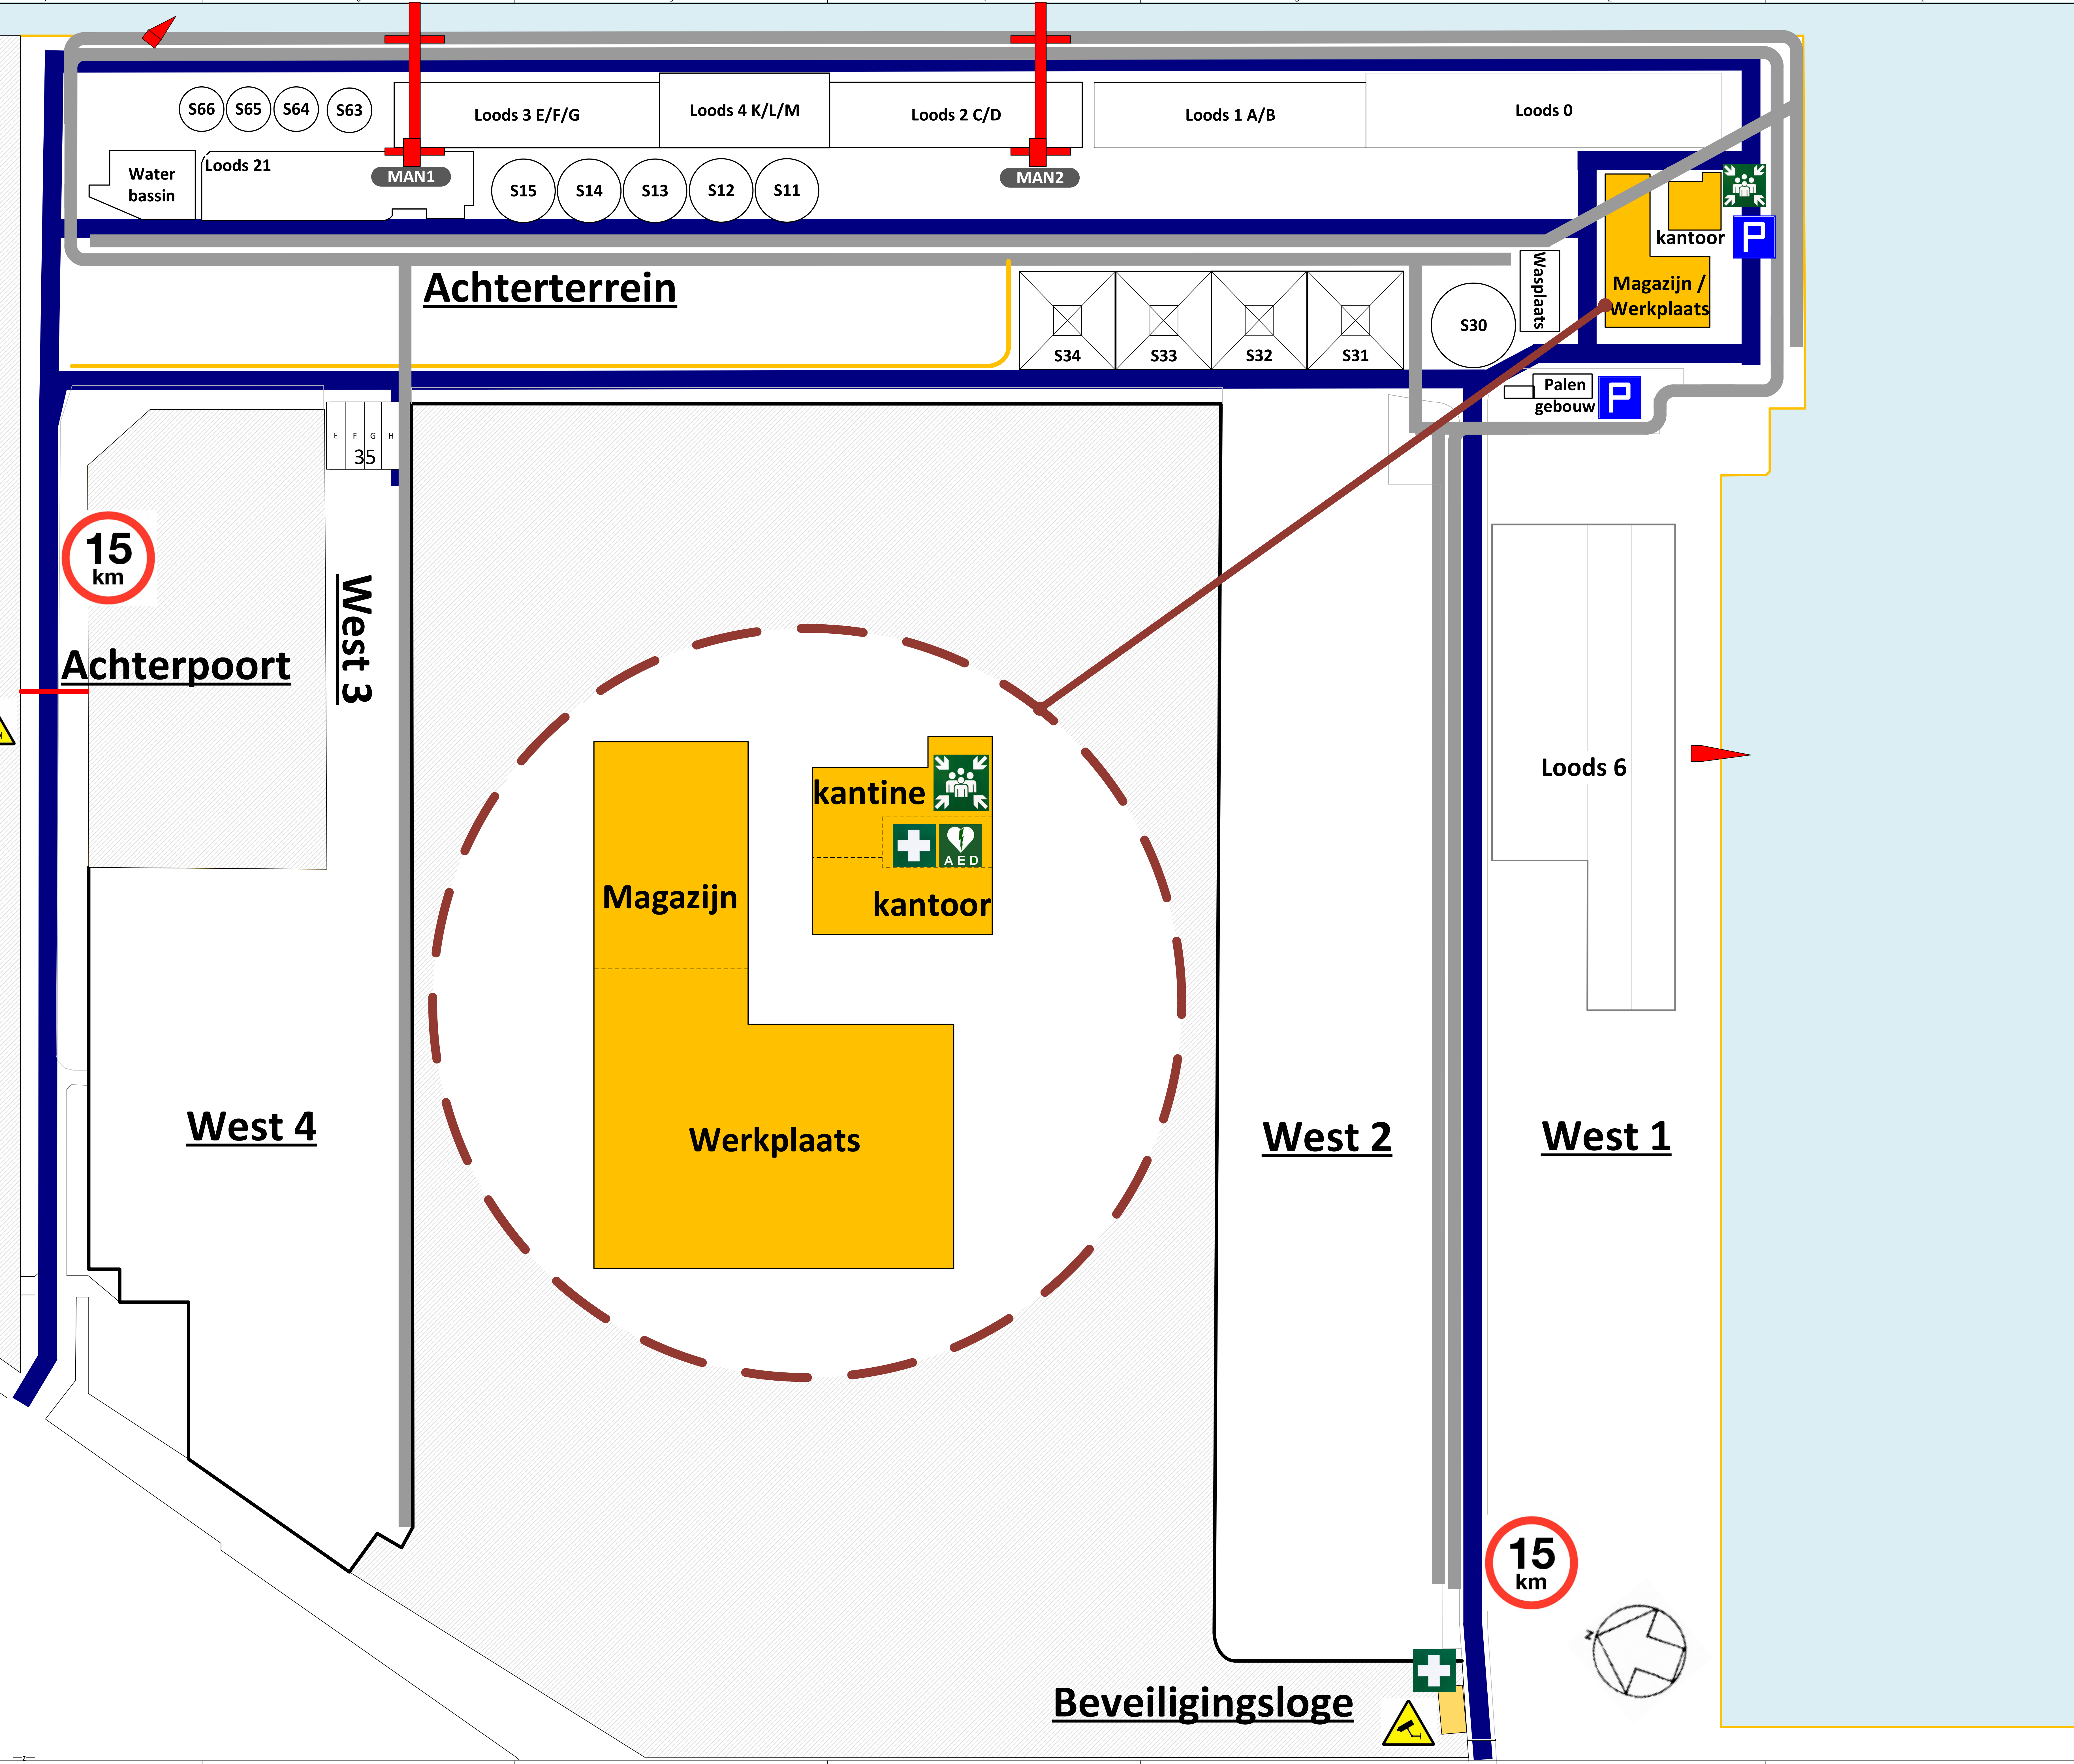 S66
S65
S64
S63
Loods 3 E/F/G
Loods 4 K/L/M
Loods 2 C/D
Loods 1 A/B
Loods 0
Water
bassin
Loods 21
MAN1
MAN2
S15
S14
S13
S12
S11
kantoor
P
Achterterrein
S34
S33
S32
S31
S30
Wasplaats
Magazijn /
Werkplaats
Palen
gebouw
P
E F G H
35
15
km
West 3
Achterpoort
kantine
AED
Magazijn
kantoor
Loods 6
Werkplaats
West 4
West 2
West 1
15
km
Z
Beveiligingsloge